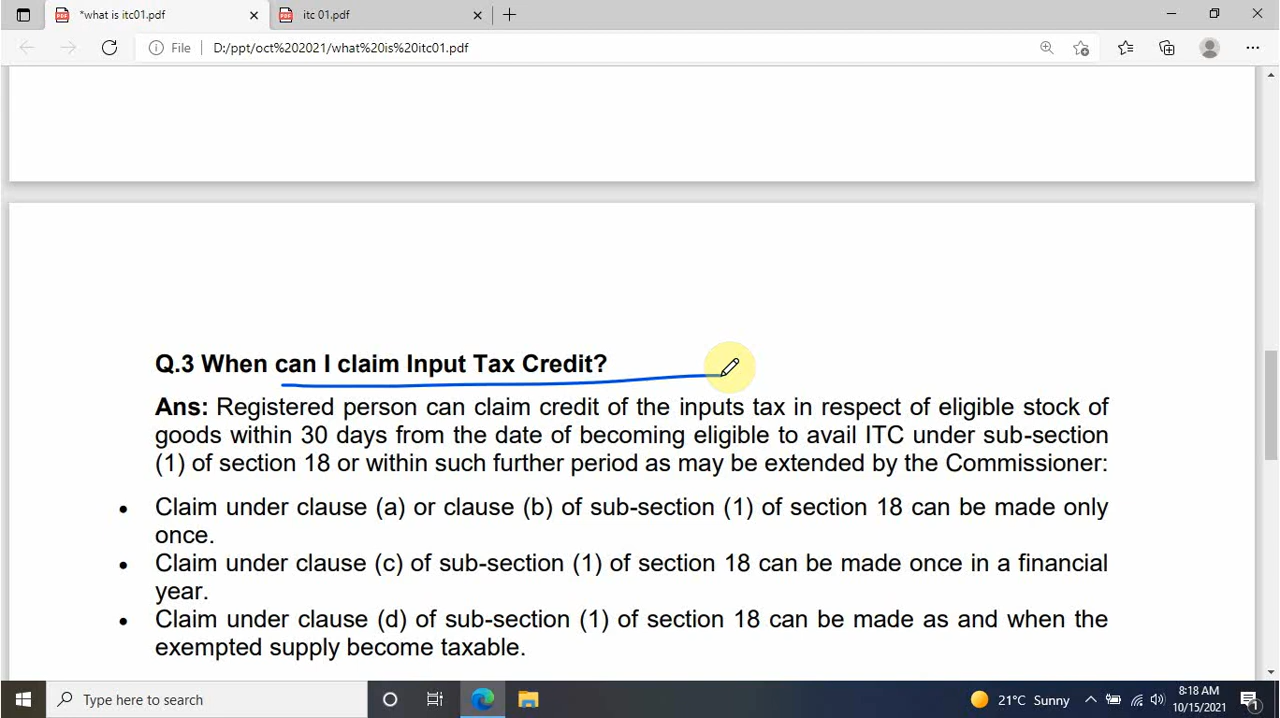 *what is itc01.pdf
itc 01.pdf
File
D:/ppt/oct%202021/what%20is%20itc01.pdf
Q.3 When can I claim Input Tax Credit?
Ans: Registered person can claim credit of the inputs tax in respect of eligible stock of
goods within 30 days from the date of becoming eligible to avail ITC under sub-section
(1) of section 18 or within such further period as may be extended by the Commissioner:
• Claim under clause (a) or clause (b) of sub-section (1) of section 18 can be made only
once.
• Claim under clause (c) of sub-section (1) of section 18 can be made once in a financial
year.
• Claim under clause (d) of sub-section (1) of section 18 can be made as and when the
exempted supply become taxable.
Type here to search
21°C Sunny
8:18 AM
10/15/2021
1